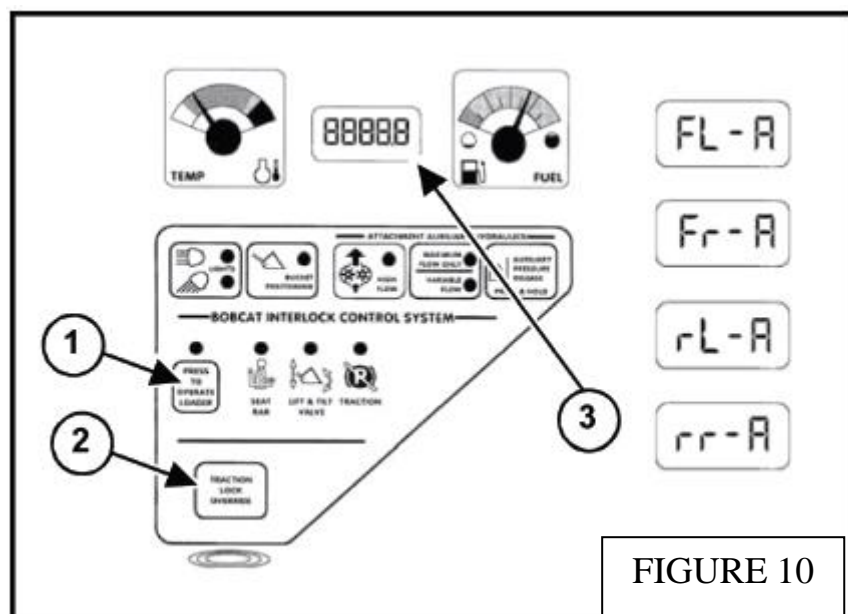 TEMP
88888
FUEL
FL-A
Fr-A
rL-A
rr-A
ATTACHMENT AUXILIARY HYDRAULICS
LIGHTS
BUCKET
POSITIONING
HIGH
FLOW
MAXIMUM
FLOW ONLY
VARIABLE
FLOW
AUXILIARY
PRESSURE
RELEASE
& HOLD
BOBCAT INTERLOCK CONTROL SYSTEM
1
PRESS
TO
OPERATE
LOADER
SEAT
BAR
LIFT & TILT
VALVE
R
TRACTION
2
TRACTION
LOCK
OVERRIDE
3
FIGURE 10